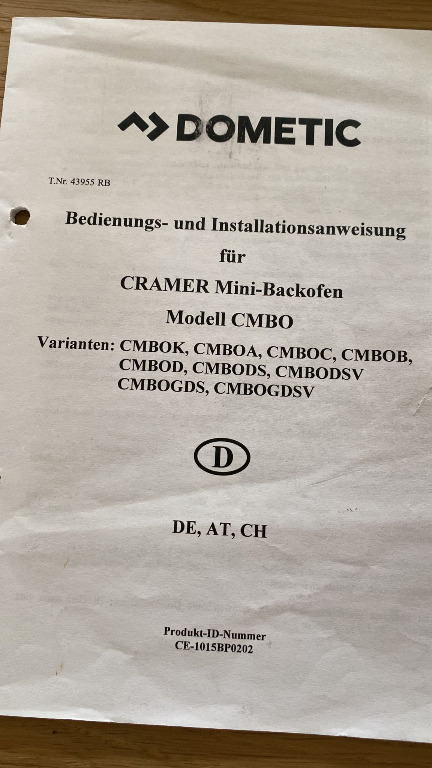 DOMETIC
T.Nr. 43955 RB
Bedienungs- und Installationsanweisung
für
CRAMER Mini-Backofen
Modell CMBO
Varianten: CMBOK, CMBOA, CMBOC, CMBOB,
CMBOD, CMBODS, CMBODSV
CMBOGDS, CMBOGDSV
D
DE, AT, CH
Produkt-ID-Nummer
CE-1015BP0202